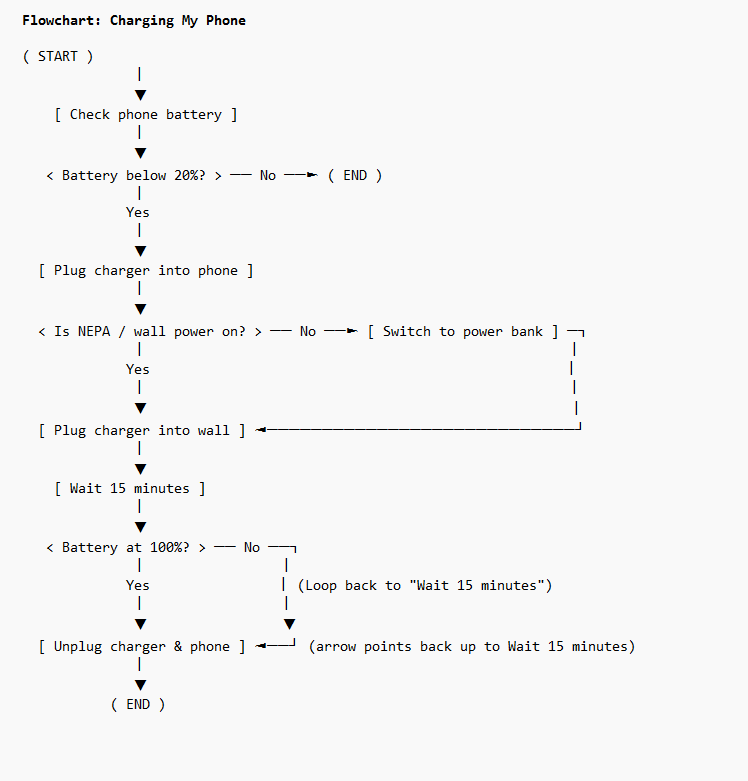 Flowchart: Charging My Phone
( START )
|
▼
[ Check phone battery ]
|
▼
< Battery below 20%? > ── No ──► ( END )
|
Yes
|
▼
[ Plug charger into phone ]
|
▼
< Is NEPA / wall power on? > ── No ──► [ Switch to power bank ] ─┐
| |
Yes |
| |
▼ |
[ Plug charger into wall ] ◄───────────────────────────┘
|
▼
[ Wait 15 minutes ]
|
▼
< Battery at 100%? > ── No ──┐
| |
Yes | (Loop back to "Wait 15 minutes")
| |
▼ ▼
[ Unplug charger & phone ] ◄──┘ (arrow points back up to Wait 15 minutes)
|
▼
( END )